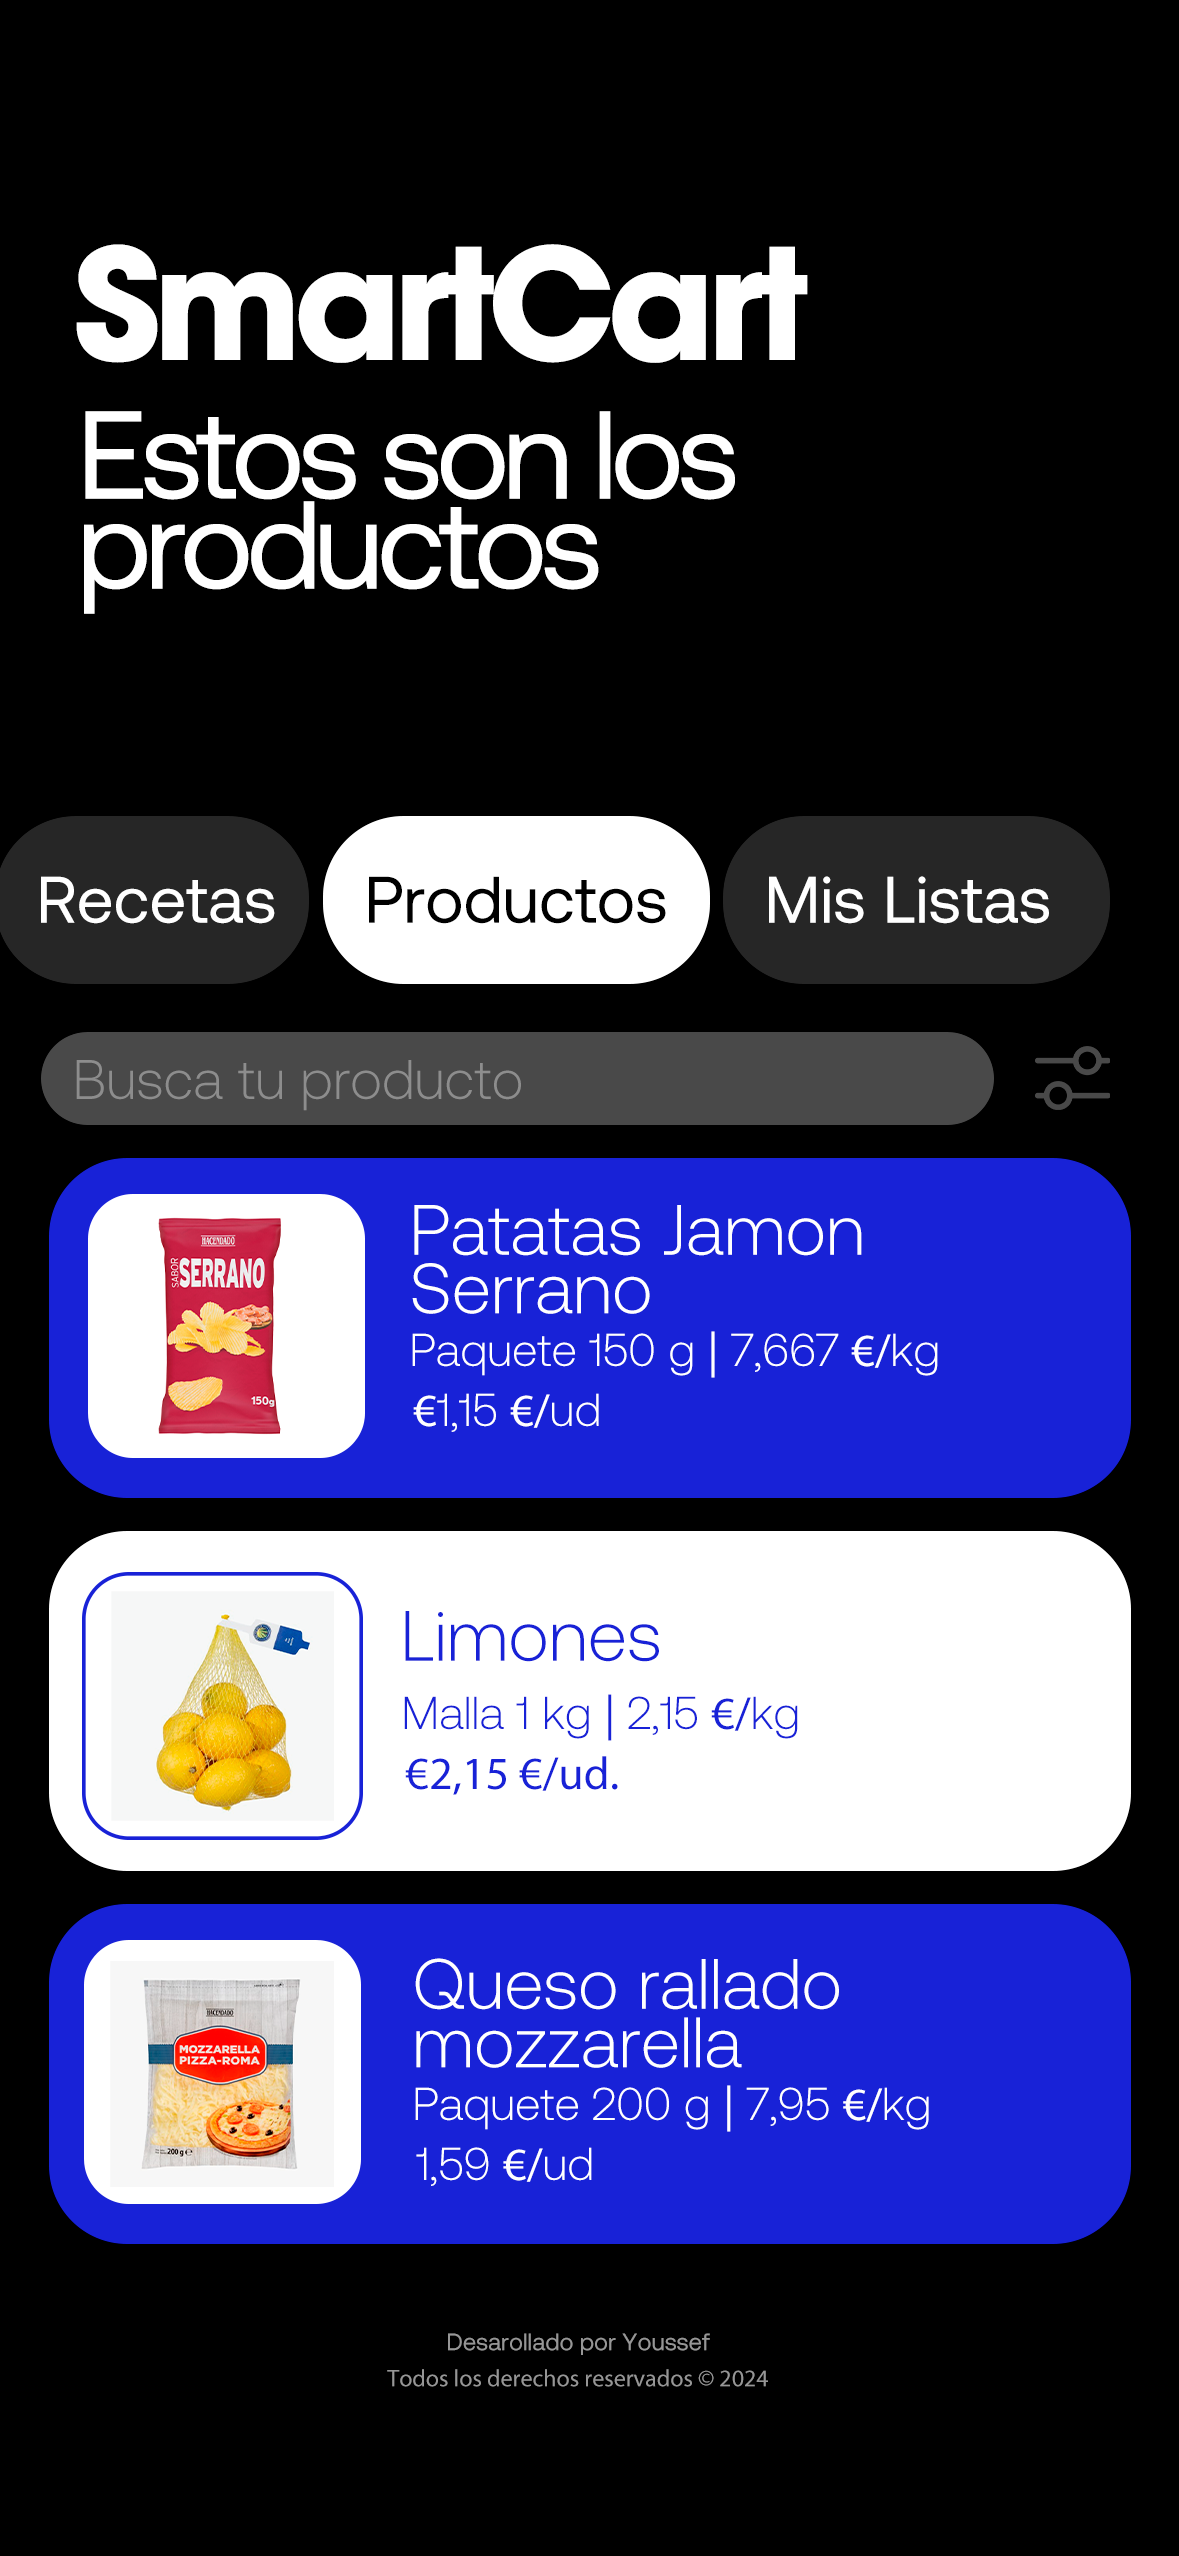 SmartCart
Estos son los
productos
Recetas
Productos
Mis Listas
Busca tu producto
HACENDADO
SABOR
SERRANO
150g
Patatas Jamon
Serrano
Paquete 150 g | 7,667 €/kg
€1,15 €/ud
Limones
Malla 1 kg | 2,15 €/kg
€2,15 €/ud.
HACENDADO
MOZZARELLA
PIZZA-ROMA
200 g e
Queso rallado
mozzarella
Paquete 200 g | 7,95 €/kg
1,59 €/ud
Desarollado por Youssef
Todos los derechos reservados © 2024